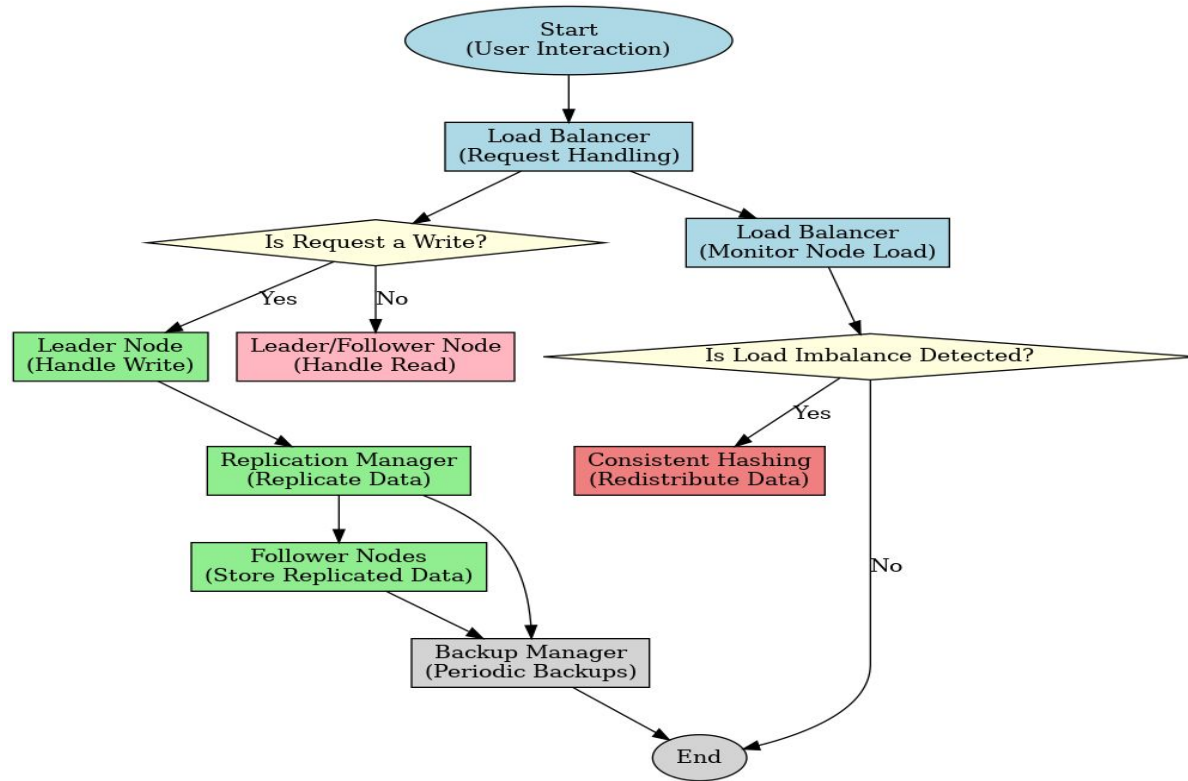 Start
(User Interaction)
Load Balancer
(Request Handling)
Is Request a Write?
Load Balancer
(Monitor Node Load)
Yes
No
Leader Node
(Handle Write)
Leader/Follower Node
(Handle Read)
Is Load Imbalance Detected?
Yes
Replication Manager
(Replicate Data)
Consistent Hashing
(Redistribute Data)
Follower Nodes
(Store Replicated Data)
No
Backup Manager
(Periodic Backups)
End